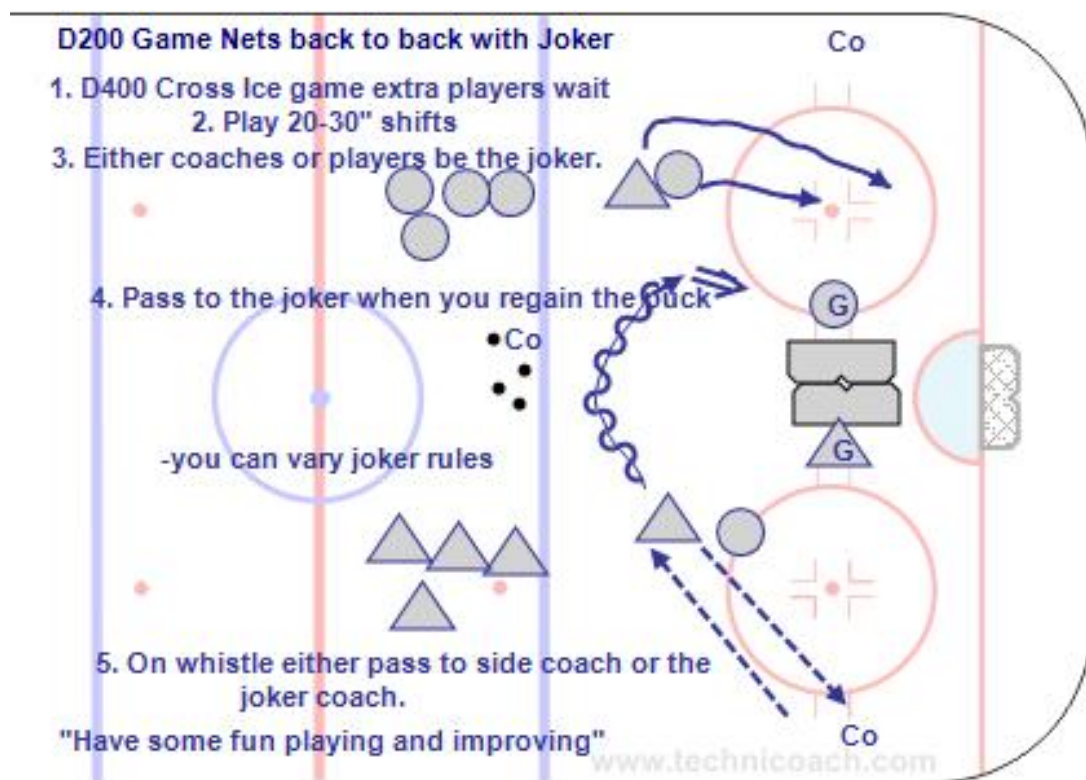 D200 Game Nets back to back with Joker
Co
1. D400 Cross Ice game extra players wait
2. Play 20-30" shifts
3. Either coaches or players be the joker.
4. Pass to the joker when you regain the puck
G
Co
G
-you can vary joker rules
5. On whistle either pass to side coach or the
joker coach.
Co
"Have some fun playing and improving"
www.technicoach.com